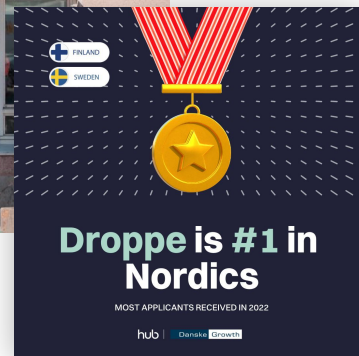 FINLAND
SWEDEN
Droppe is #1 in
Nordics
MOST APPLICANTS RECEIVED IN 2022
hub | Danske Growth